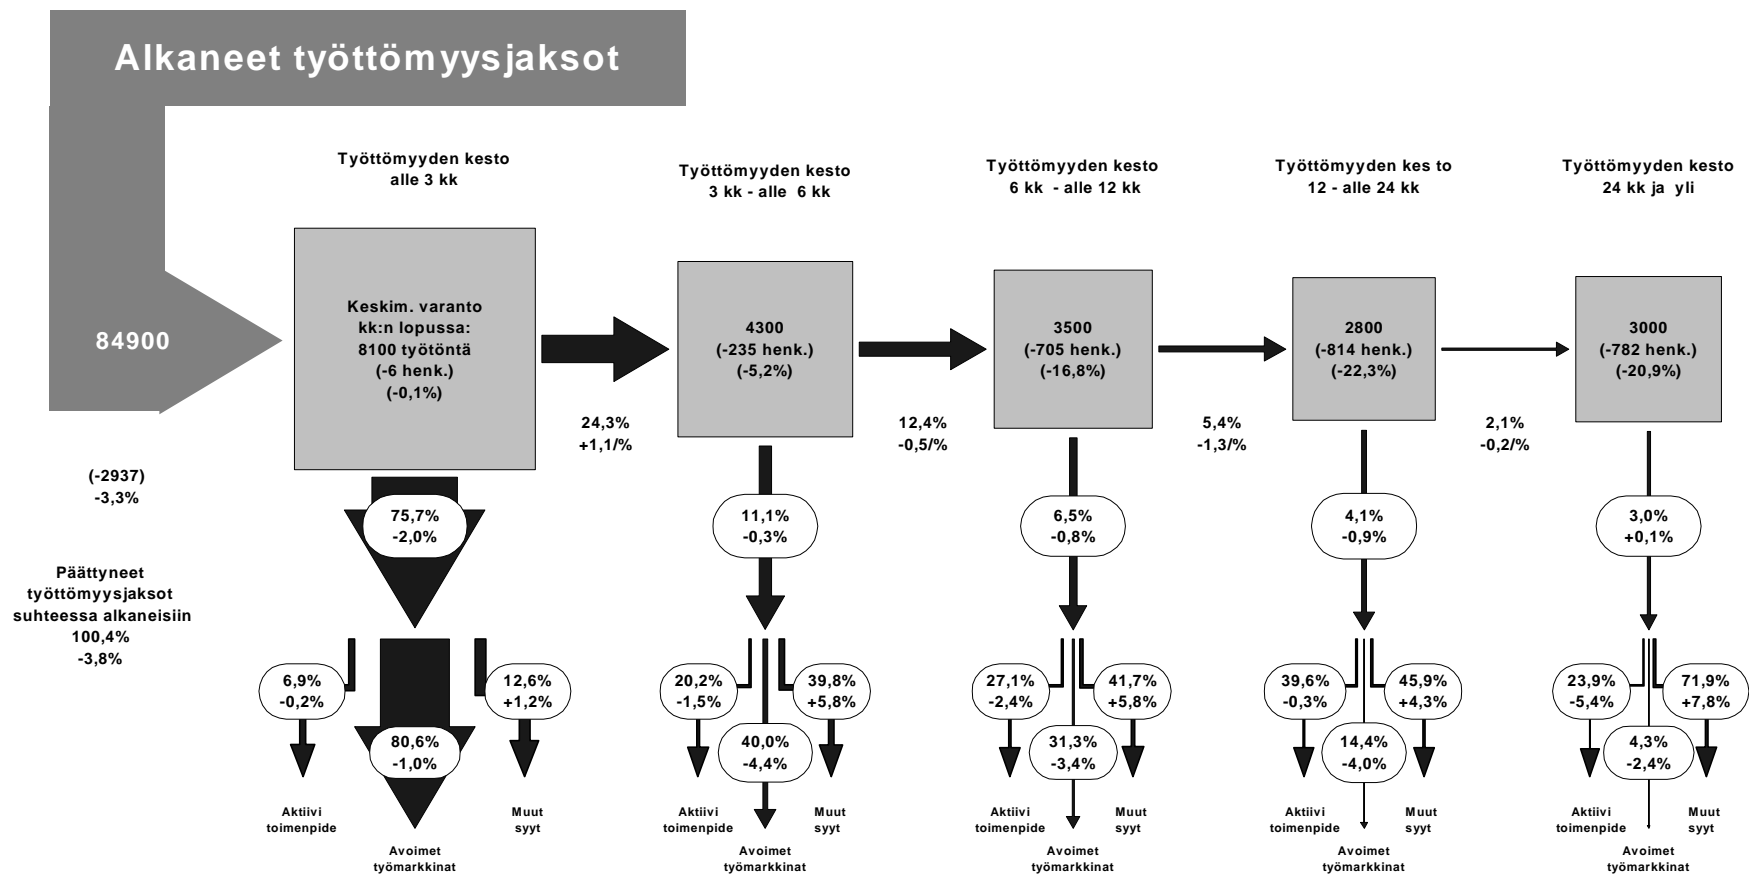 Alkaneet työttömyysjaksot
84900
(-2937)
-3,3%
Päättyneet
työttömyysjaksot
suhteessa alkaneisiin
100,4%
-3,8%
Työttömyyden kesto
alle 3 kk
Keskim. varanto
kk:n lopussa:
8100 työtöntä
(-6 henk.)
(-0,1%)
24,3%
+1,1/%
75,7%
-2,0%
6,9%
-0,2%
12,6%
+1,2%
80,6%
-1,0%
Aktiivi
toimenpide
Muut
syyt
Avoimet
työmarkkinat
Työttömyyden kesto
3 kk - alle 6 kk
4300
(-235 henk.)
(-5,2%)
12,4%
-0,5/%
11,1%
-0,3%
20,2%
-1,5%
39,8%
+5,8%
40,0%
-4,4%
Aktiivi
toimenpide
Muut
syyt
Avoimet
työmarkkinat
Työttömyyden kesto
6 kk - alle 12 kk
3500
(-705 henk.)
(-16,8%)
5,4%
-1,3/%
6,5%
-0,8%
27,1%
-2,4%
41,7%
+5,8%
31,3%
-3,4%
Aktiivi
toimenpide
Muut
syyt
Avoimet
työmarkkinat
Työttömyyden kes to
12 - alle 24 kk
2800
(-814 henk.)
(-22,3%)
2,1%
-0,2/%
4,1%
-0,9%
39,6%
-0,3%
45,9%
+4,3%
14,4%
-4,0%
Aktiivi
toimenpide
Muut
syyt
Avoimet
työmarkkinat
Työttömyyden kesto
24 kk ja yli
3000
(-782 henk.)
(-20,9%)
3,0%
+0,1%
23,9%
-5,4%
71,9%
+7,8%
4,3%
-2,4%
Aktiivi
toimenpide
Muut
syyt
Avoimet
työmarkkinat